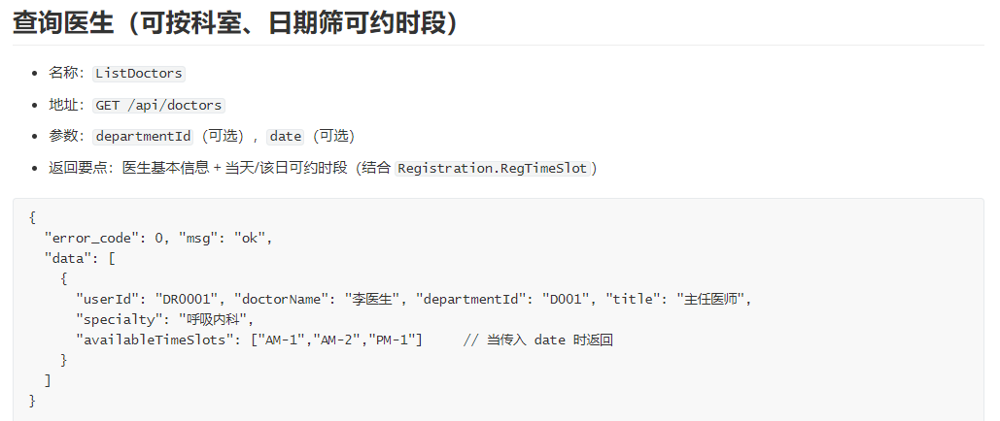 查询医生（可按科室、日期筛可约时段）
• 名称：ListDoctors
• 地址：GET /api/doctors
• 参数：departmentId（可选），date（可选）
• 返回要点：医生基本信息 + 当天/该日可约时段（结合 Registration.RegTimeSlot）
{
  "error_code": 0, "msg": "ok",
  "data": [
    {
      "userId": "DR0001", "doctorName": "李医生", "departmentId": "D001", "title": "主任医师",
      "specialty": "呼吸内科",
      "availableTimeSlots": ["AM-1","AM-2","PM-1"]     // 当传入 date 时返回
    }
  ]
}